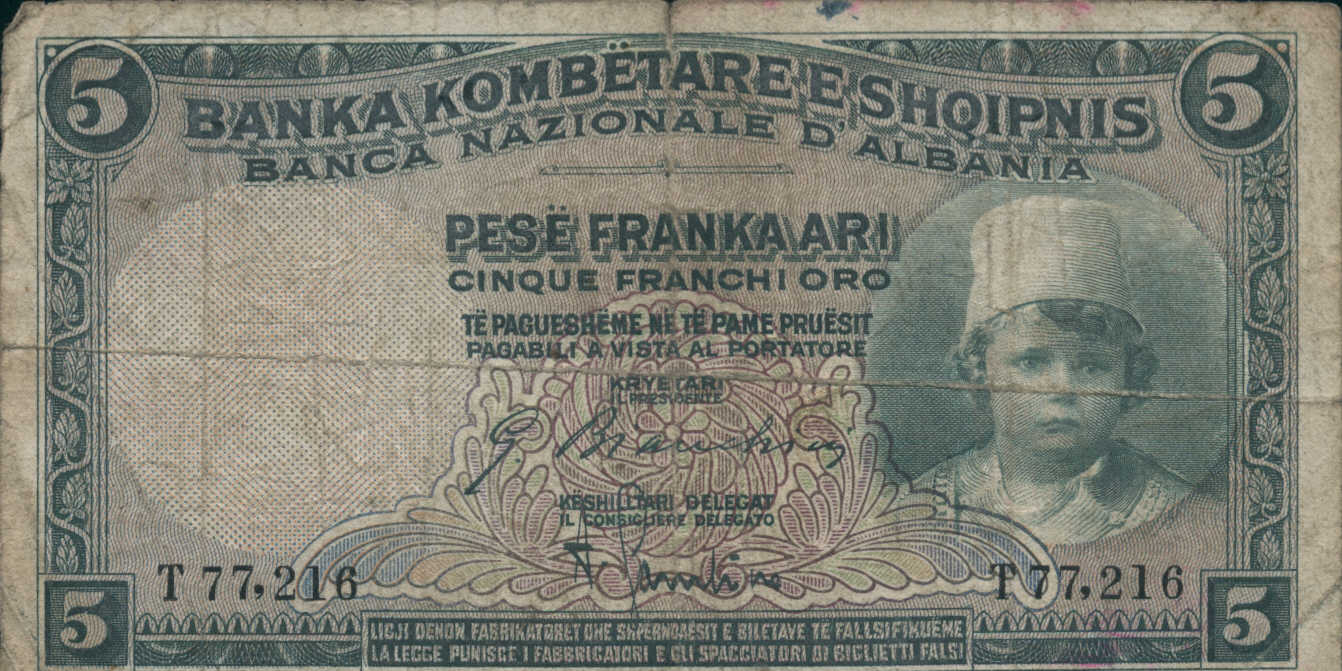 5 5
BANKA KOMBËTARE E SHQIPNIS
BANCA NAZIONALE D'ALBANIA
PESË FRANKA ARI
CINQUE FRANCHI ORO
TË PAGUESHËME NË TË PAME PRUËSIT
PAGABILI A VISTA AL PORTATORE
KRYETARI
IL PRESIDENTE
KËSHILLTARI DELEGAT
IL CONSIGLIERE DELEGATO
T 77,216 T 77,216
5 5
LIGJI DENON FABBRIKATORET DHE SHPERNDAËSIT E BILETAVE TË FALLSIFIKUEME
LA LEGGE PUNISCE I FABBRICATORI E GLI SPACCIATORI DI BIGLIETTI FALSI